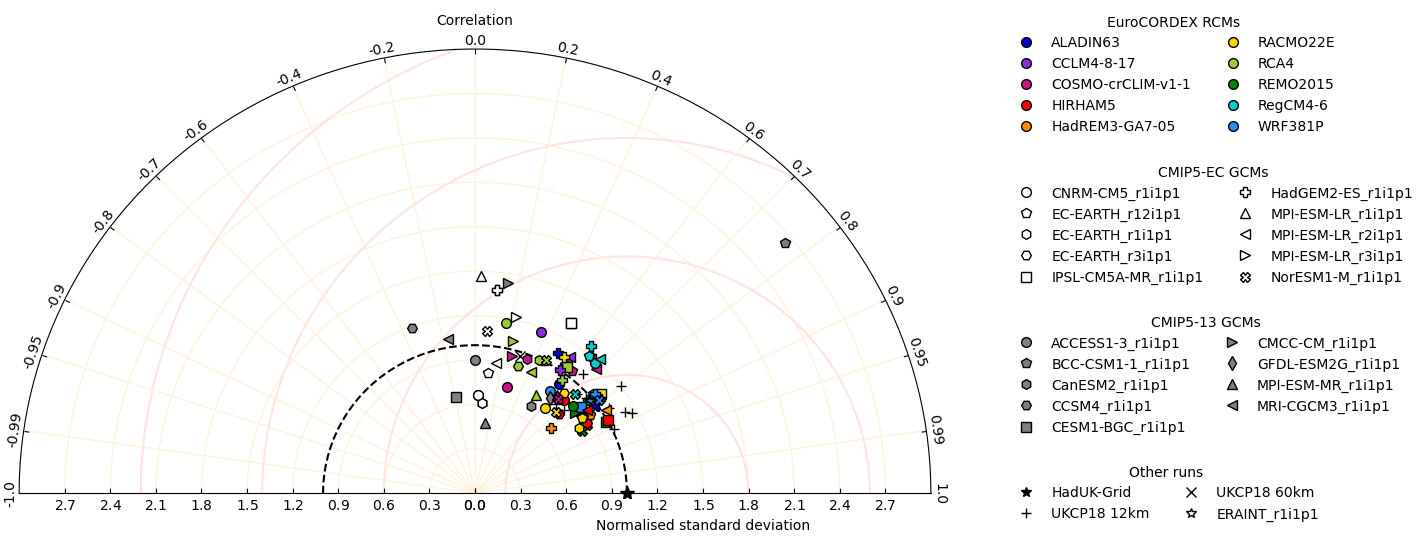 Correlation
-1.0
-0.99
-0.95
-0.9
-0.8
-0.7
-0.6
-0.4
-0.2
0.0
0.2
0.4
0.6
0.7
0.8
0.9
0.95
0.99
1.0
2.7 2.4 2.1 1.8 1.5 1.2 0.9 0.6 0.3 0.0 0.3 0.6 0.9 1.2 1.5 1.8 2.1 2.4 2.7
Normalised standard deviation
EuroCORDEX RCMs
ALADIN63
CCLM4-8-17
COSMO-crCLIM-v1-1
HIRHAM5
HadREM3-GA7-05
RACMO22E
RCA4
REMO2015
RegCM4-6
WRF381P
CMIP5-EC GCMs
CNRM-CM5_r1i1p1
EC-EARTH_r12i1p1
EC-EARTH_r1i1p1
EC-EARTH_r3i1p1
IPSL-CM5A-MR_r1i1p1
HadGEM2-ES_r1i1p1
MPI-ESM-LR_r1i1p1
MPI-ESM-LR_r2i1p1
MPI-ESM-LR_r3i1p1
NorESM1-M_r1i1p1
CMIP5-13 GCMs
ACCESS1-3_r1i1p1
BCC-CSM1-1_r1i1p1
CanESM2_r1i1p1
CCSM4_r1i1p1
CESM1-BGC_r1i1p1
CMCC-CM_r1i1p1
GFDL-ESM2G_r1i1p1
MPI-ESM-MR_r1i1p1
MRI-CGCM3_r1i1p1
Other runs
HadUK-Grid
UKCP18 12km
UKCP18 60km
ERAINT_r1i1p1